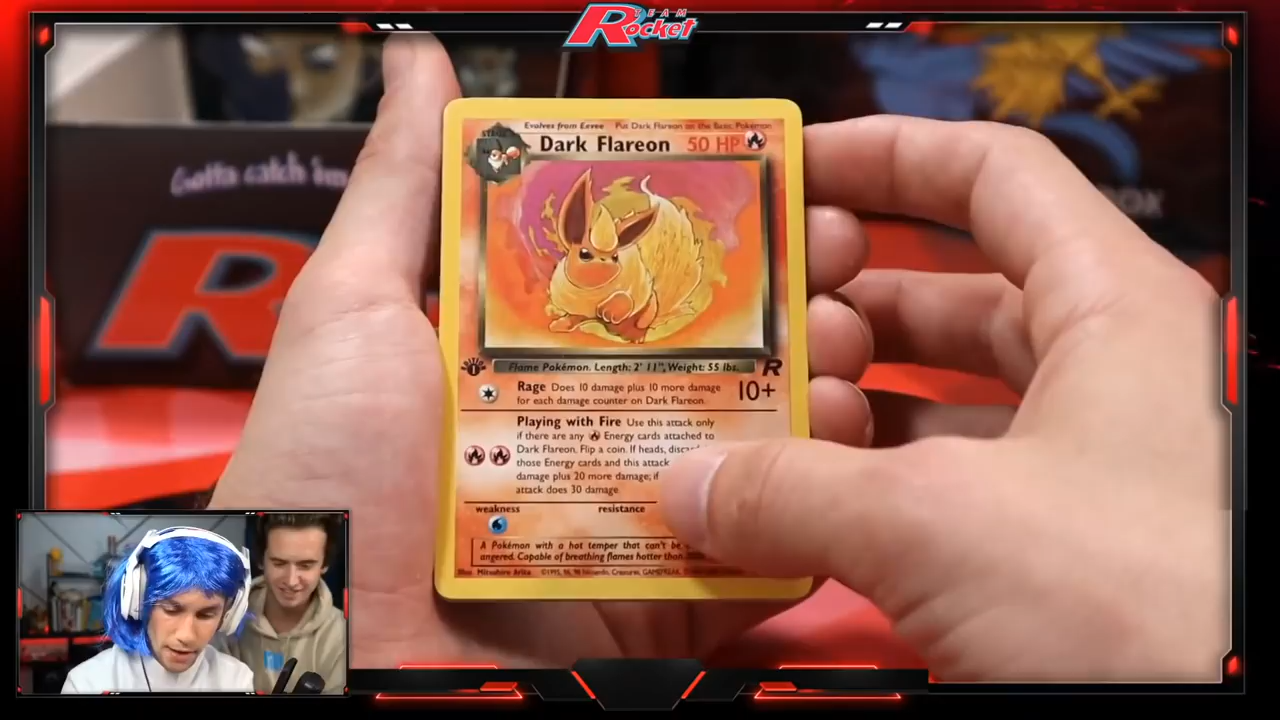 TEAM
Rocket
Gotta catch 'em
R
BOX
Evolves from Eevee Put Dark Flareon on the Basic Pokémon
STAGE
Dark Flareon 50 HP
EDITION
1
Flame Pokémon. Length: 2' 11", Weight: 55 lbs.
R
Rage Does 10 damage plus 10 more damage
for each damage counter on Dark Flareon.
10+
Playing with Fire Use this attack only
if there are any Energy cards attached to
Dark Flareon. Flip a coin. If heads,
those Energy cards and this attack
damage plus 20 more damage; if
attack does 30 damage.
weakness resistance
A Pokémon with a hot temper that can't be
angered. Capable of breathing flames hotter than
Illus. Mitsuhiro Arita ©1995, 96, 98 Nintendo, Creatures, GAMEFREAK.